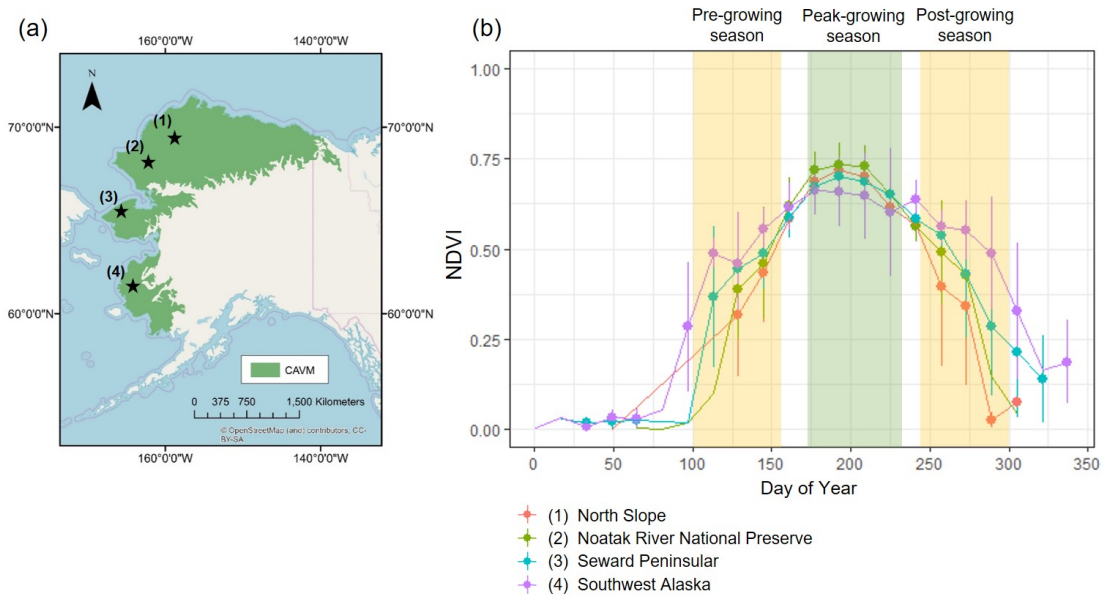 (a)
160°0'0"W 140°0'0"W
N
70°0'0"N 70°0'0"N
(1)
(2)
(3)
(4)
60°0'0"N 60°0'0"N
CAVM
0 375 750 1,500 Kilometers
© OpenStreetMap (and) contributors, CC-
BY-SA
160°0'0"W 140°0'0"W
(b)
Pre-growing
season
Peak-growing
season
Post-growing
season
1.00
0.75
0.50
0.25
0.00
NDVI
0 50 100 150 200 250 300 350
Day of Year
(1) North Slope
(2) Noatak River National Preserve
(3) Seward Peninsular
(4) Southwest Alaska